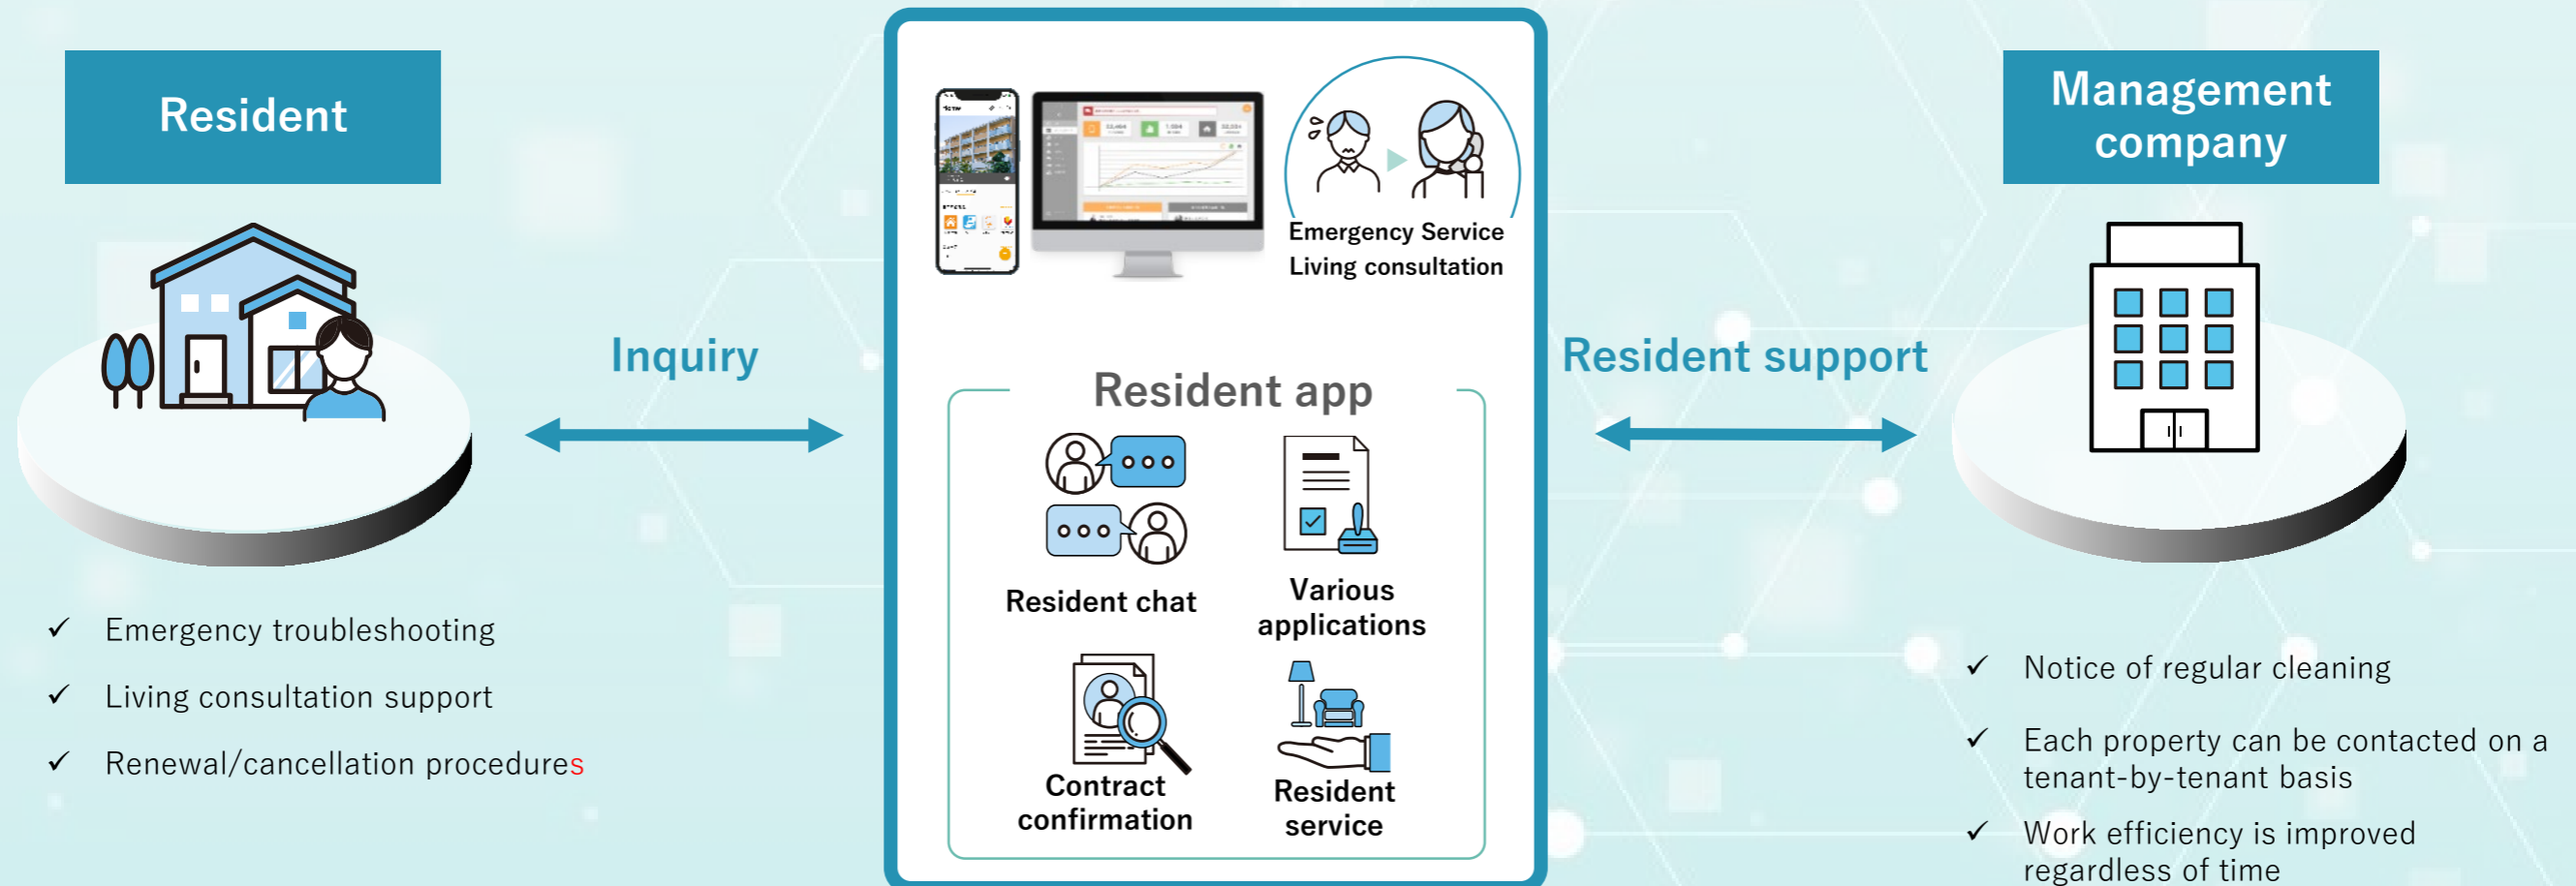 Resident
Management
company
Emergency Service
Living consultation
Inquiry
Resident support
Resident app
Resident chat
Various
applications
Contract
confirmation
Resident
service
✓ Emergency troubleshooting
✓ Living consultation support
✓ Renewal/cancellation procedures
✓ Notice of regular cleaning
✓ Each property can be contacted on a
tenant-by-tenant basis
✓ Work efficiency is improved
regardless of time